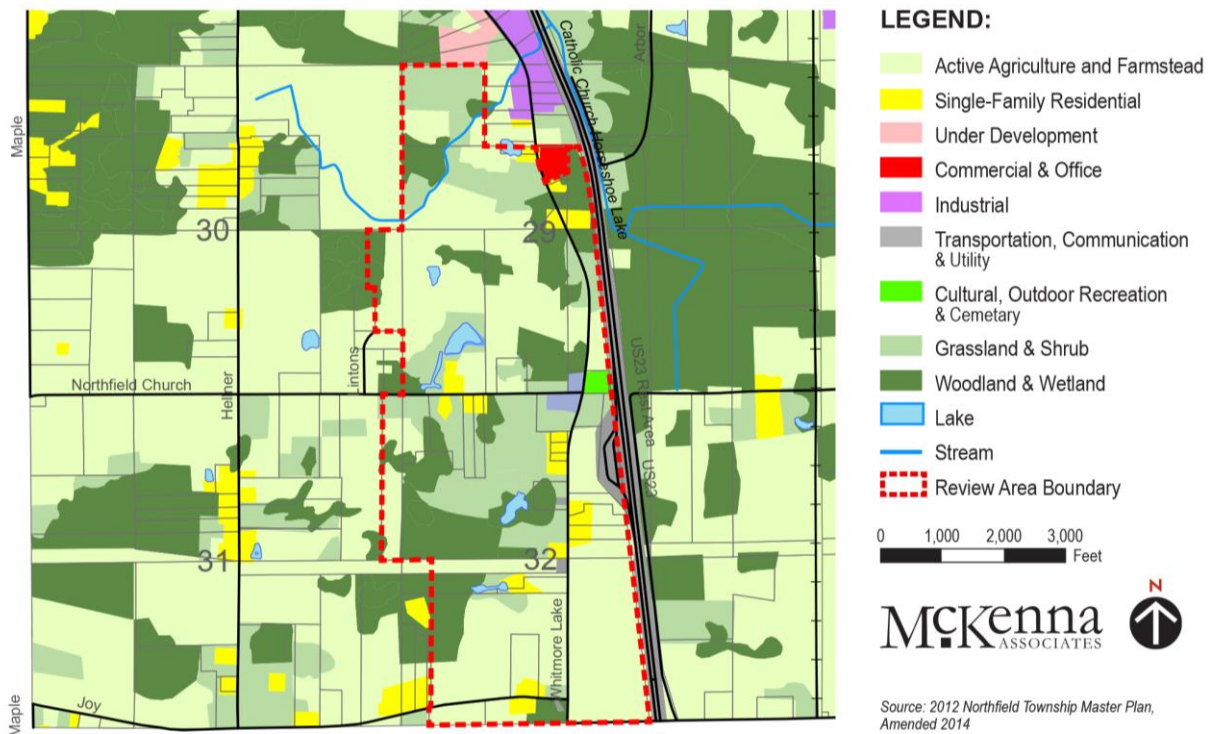 Maple
30
Northfield Church
Hellner
Lintons
31
Joy
Maple
Catholic Church
Horseshoe Lake
Arbor
29
US23 Rest Area
US23
32
Whitmore Lake
LEGEND:
Active Agriculture and Farmstead
Single-Family Residential
Under Development
Commercial & Office
Industrial
Transportation, Communication
& Utility
Cultural, Outdoor Recreation
& Cemetary
Grassland & Shrub
Woodland & Wetland
Lake
Stream
Review Area Boundary
0 1,000 2,000 3,000
Feet
McKenna
ASSOCIATES
N
Source: 2012 Northfield Township Master Plan,
Amended 2014